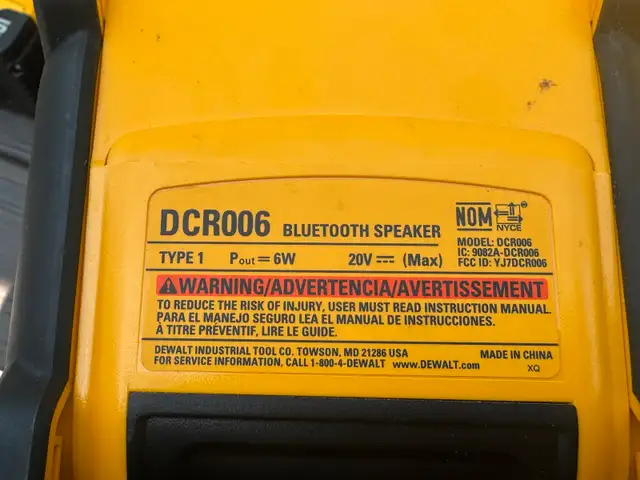 DCR006 BLUETOOTH SPEAKER
NOM NYCE
TYPE 1 Pout = 6W 20V ⎓ (Max)
MODEL: DCR006
IC: 9082A-DCR006
FCC ID: YJ7DCR006
⚠WARNING/ADVERTENCIA/AVERTISSEMENT
TO REDUCE THE RISK OF INJURY, USER MUST READ INSTRUCTION MANUAL.
PARA EL MANEJO SEGURO LEA EL MANUAL DE INSTRUCCIONES.
À TITRE PRÉVENTIF, LIRE LE GUIDE.
DEWALT INDUSTRIAL TOOL CO. TOWSON, MD 21286 USA MADE IN CHINA
FOR SERVICE INFORMATION, CALL 1-800-4-DEWALT www.DEWALT.com XQ